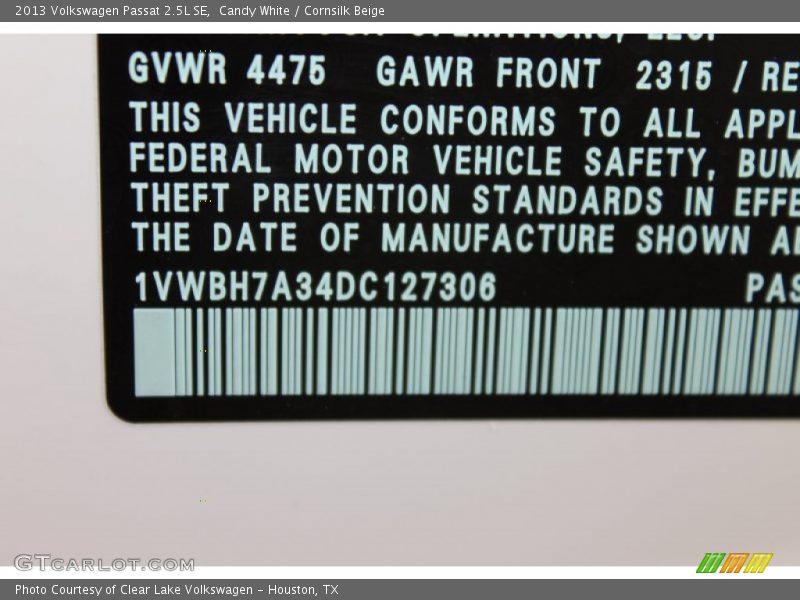 2013 Volkswagen Passat 2.5L SE,  Candy White / Cornsilk Beige
GVWR 4475 GAWR FRONT 2315 / RE
THIS VEHICLE CONFORMS TO ALL APPL
FEDERAL MOTOR VEHICLE SAFETY, BUM
THEFT PREVENTION STANDARDS IN EFFE
THE DATE OF MANUFACTURE SHOWN A
1VWBH7A34DC127306 PAS
GTCARLOT.COM
Photo Courtesy of Clear Lake Volkswagen - Houston, TX